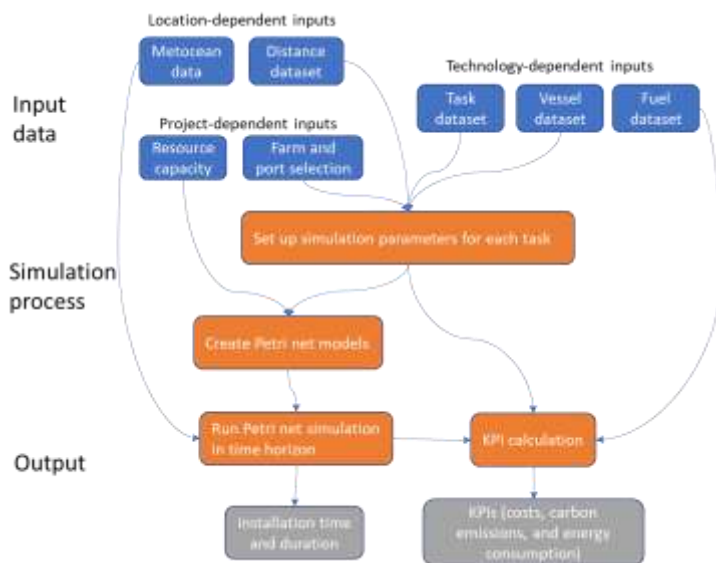 Location-dependent inputs
Metocean
data
Distance
dataset
Technology-dependent inputs
Input
data
Task
dataset
Vessel
dataset
Fuel
dataset
Project-dependent inputs
Resource
capacity
Farm and
port selection
Set up simulation parameters for each task
Simulation
process
Create Petri net models
Run Petri net simulation
in time horizon
KPI calculation
Output
Installation time
and duration
KPIs (costs, carbon
emissions, and energy
consumption)